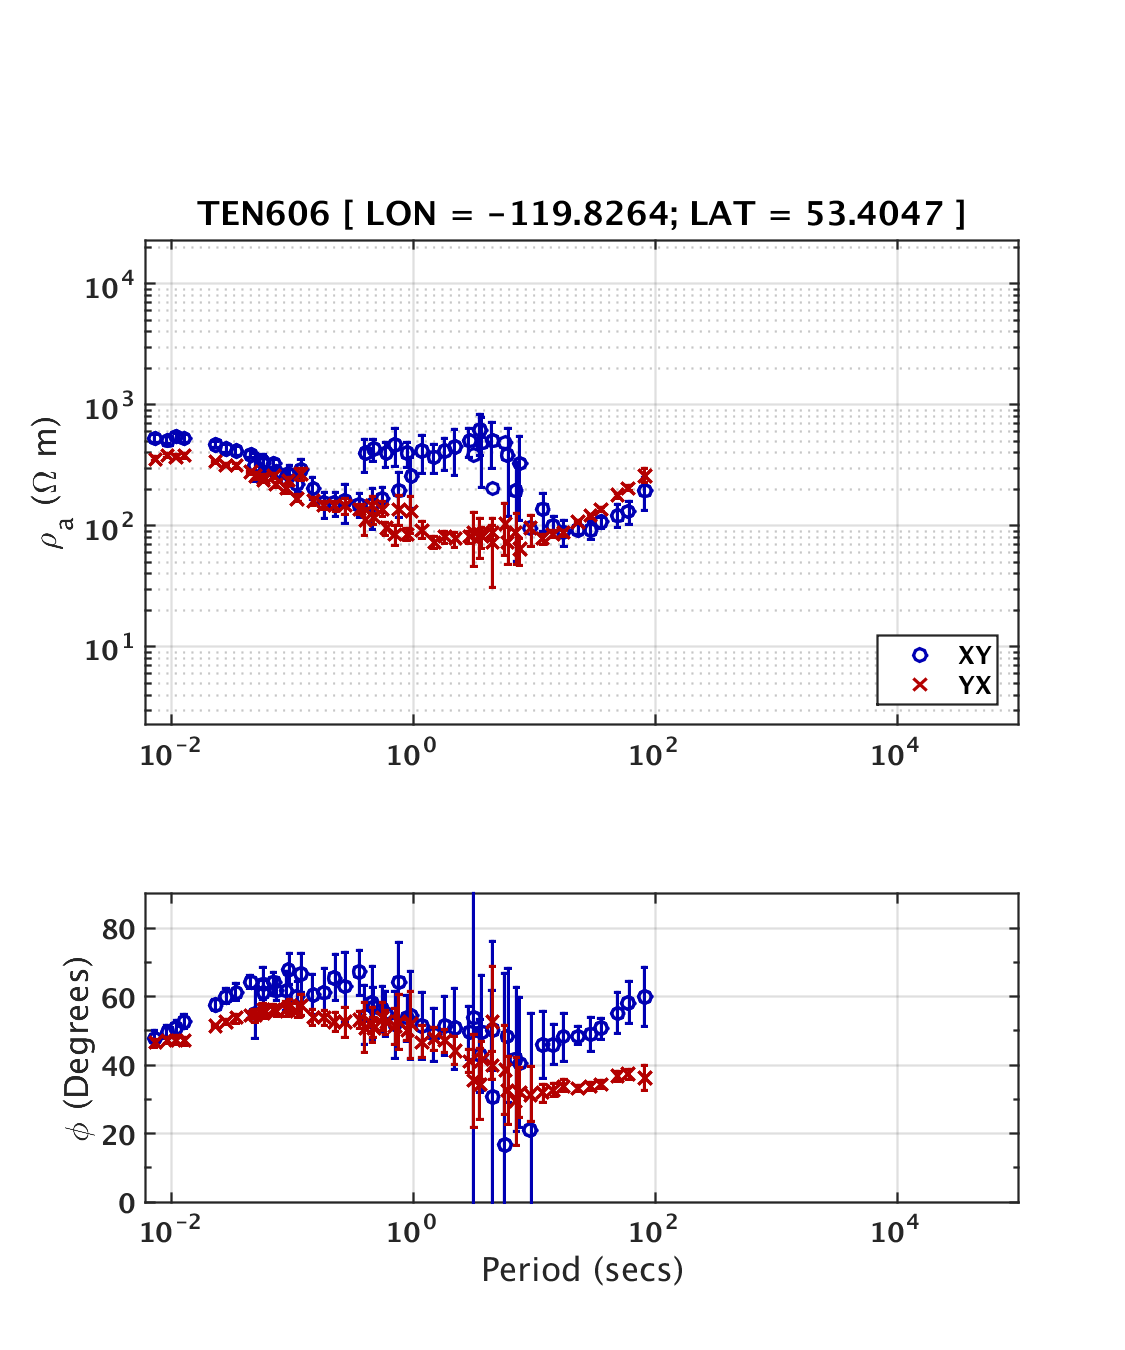 TEN606 [ LON = -119.8264; LAT = 53.4047 ]
10^4
10^3
10^2
10^1
ρ_a (Ω m)
XY
YX
10^-2
10^0
10^2
10^4
80
60
40
20
0
ϕ (Degrees)
10^-2
10^0
10^2
10^4
Period (secs)